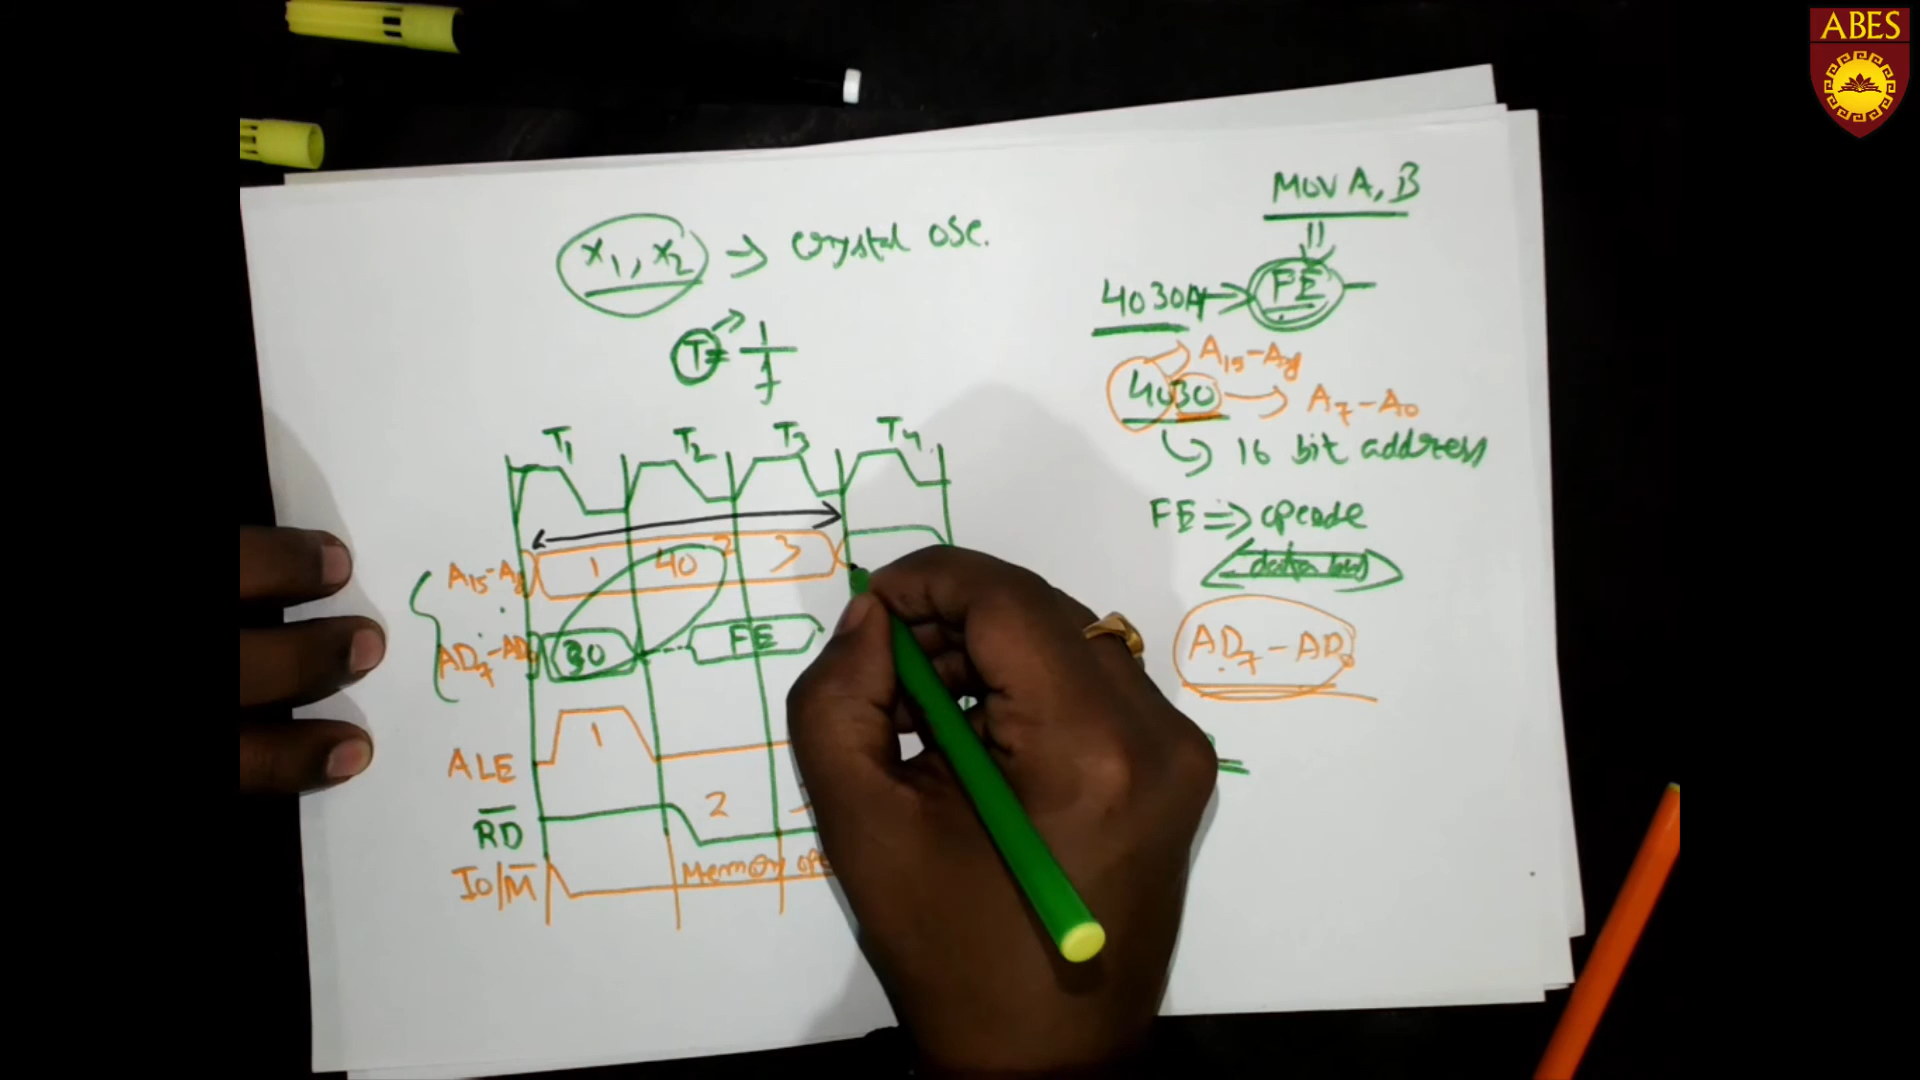 ABES
MOV A, B
X1, X2 → crystal osc.
4030H → FE
T = 1/f
A15-A8
4030 → A7-A0
16 bit address
T1 T2 T3 T4
FE ⇒ opcode
1 40 2 3
A15-A8
AD7-AD0 30 FE
AD7-AD0
ALE 1
RD 2
IO/M Memory